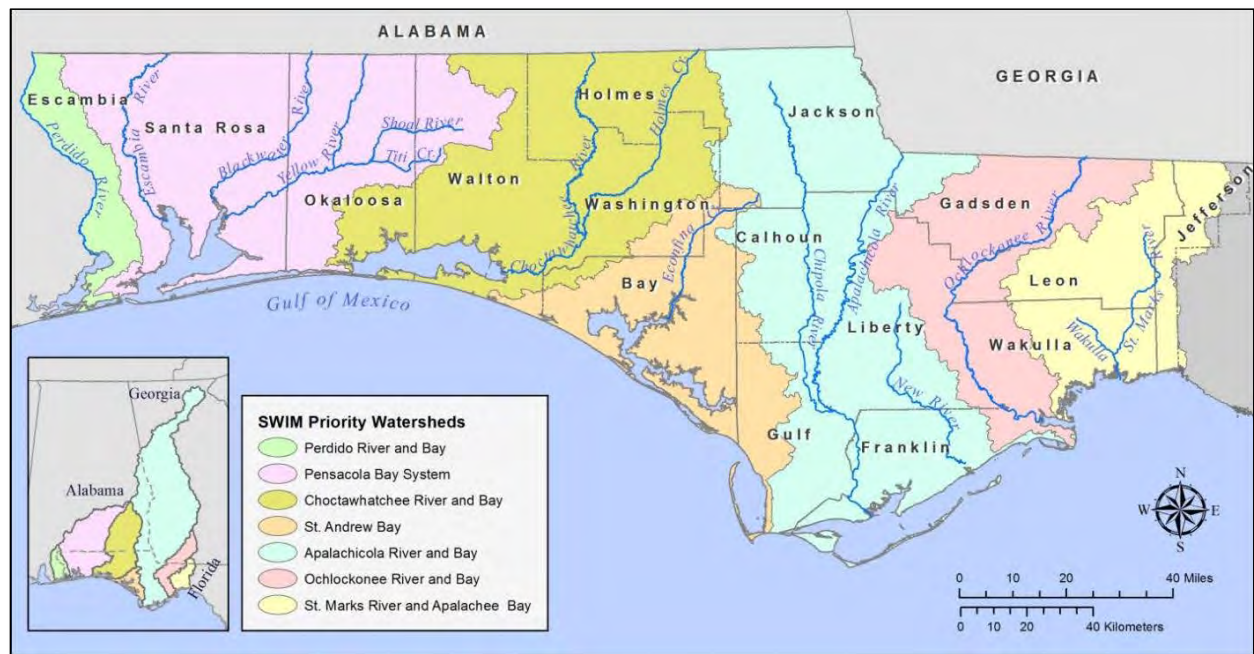 ALABAMA
GEORGIA
Escambia
Santa Rosa
Okaloosa
Walton
Holmes
Washington
Bay
Jackson
Calhoun
Gulf
Liberty
Franklin
Gadsden
Leon
Wakulla
Jefferson
Perdido River
Escambia River
Blackwater River
Yellow River
Shoal River
Titi Cr.
Choctawhatchee River
Holmes Cr.
Econfina C.
Chipola River
Apalachicola River
New River
Ochlockonee River
Wakulla
St. Marks River
Gulf of Mexico
Georgia
Alabama
Florida
SWIM Priority Watersheds
Perdido River and Bay
Pensacola Bay System
Choctawhatchee River and Bay
St. Andrew Bay
Apalachicola River and Bay
Ochlockonee River and Bay
St. Marks River and Apalachee Bay
N
W E
S
0 10 20 40 Miles
0 10 20 40 Kilometers